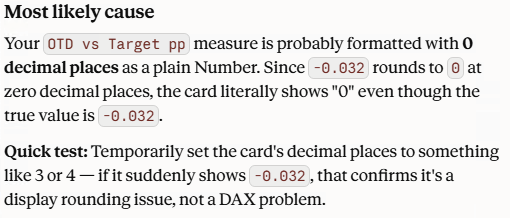 Most likely cause
Your OTD vs Target pp measure is probably formatted with 0
decimal places as a plain Number. Since -0.032 rounds to 0 at
zero decimal places, the card literally shows "0" even though the
true value is -0.032.
Quick test: Temporarily set the card's decimal places to something
like 3 or 4 — if it suddenly shows -0.032, that confirms it's a
display rounding issue, not a DAX problem.